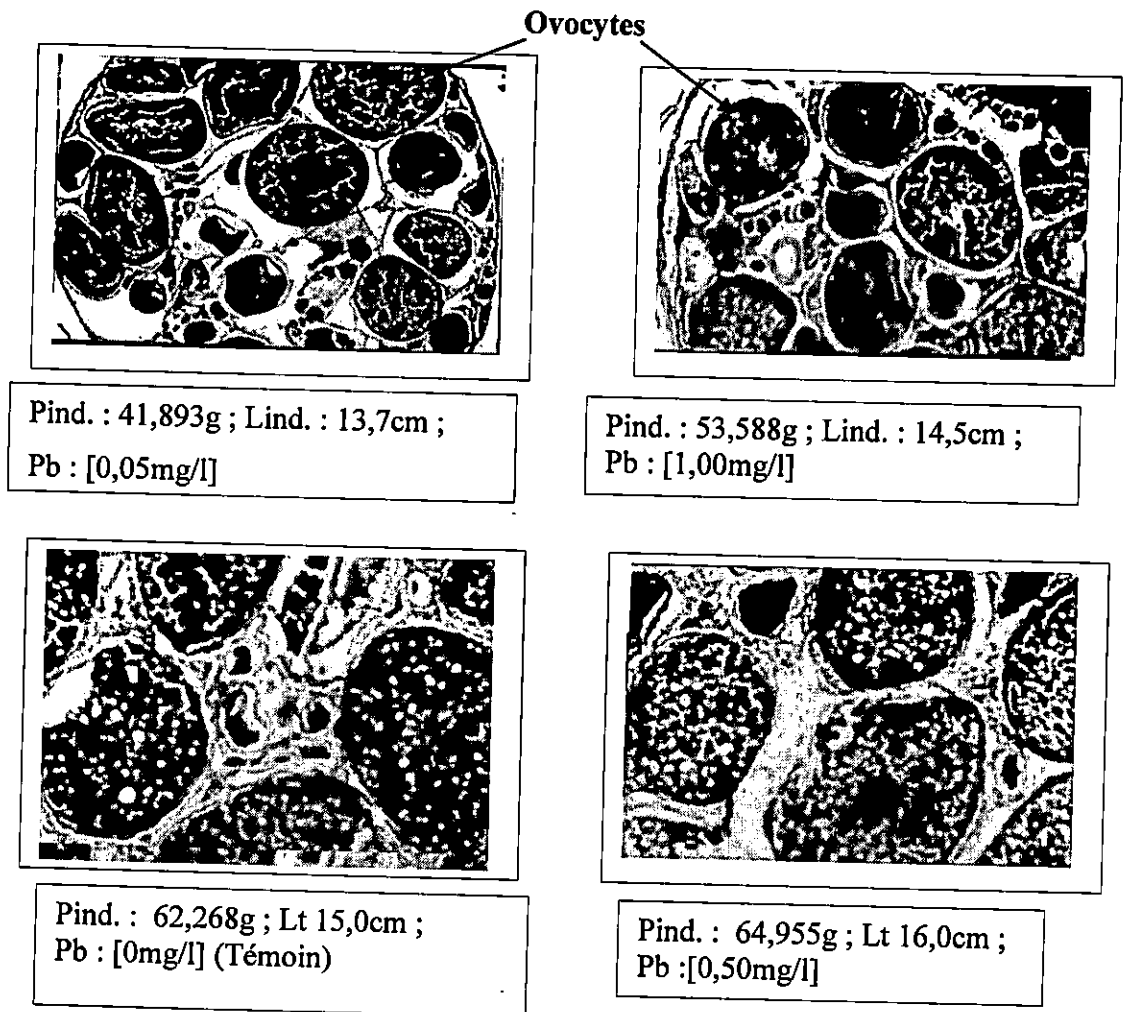 Ovocytes
Pind. : 41,893g ; Lind. : 13,7cm ;
Pb : [0,05mg/l]
Pind. : 53,588g ; Lind. : 14,5cm ;
Pb : [1,00mg/l]
Pind. : 62,268g ; Lt 15,0cm ;
Pb : [0mg/l] (Témoin)
Pind. : 64,955g ; Lt 16,0cm ;
Pb :[0,50mg/l]